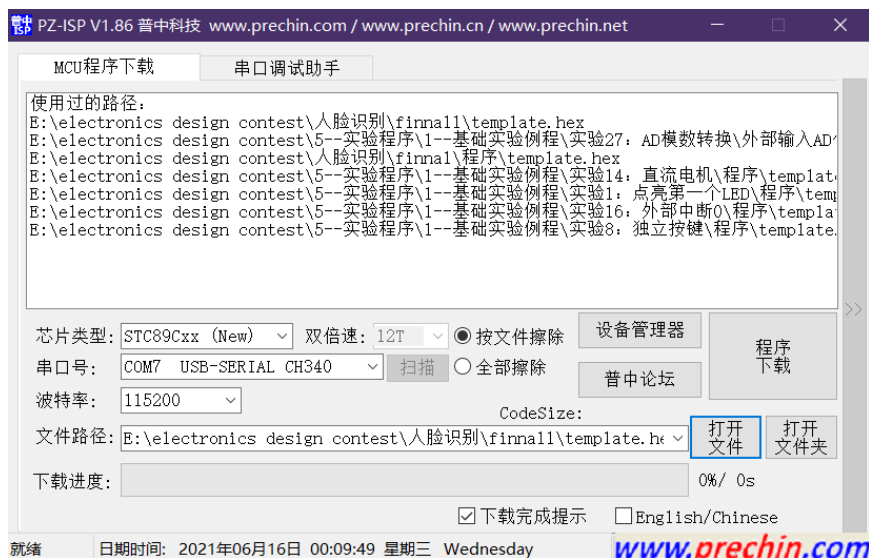 PZ-ISP V1.86 普中科技 www.prechin.com / www.prechin.cn / www.prechin.net
MCU程序下载 串口调试助手
使用过的路径：
E:\electronics design contest\人脸识别\finnall\template.hex
E:\electronics design contest\5--实验程序\1--基础实验例程\实验27：AD模数转换\外部输入AD
E:\electronics design contest\人脸识别\finnal\程序\template.hex
E:\electronics design contest\5--实验程序\1--基础实验例程\实验14：直流电机\程序\templat
E:\electronics design contest\5--实验程序\1--基础实验例程\实验1：点亮第一个LED\程序\tem
E:\electronics design contest\5--实验程序\1--基础实验例程\实验16：外部中断0\程序\templa
E:\electronics design contest\5--实验程序\1--基础实验例程\实验8：独立按键\程序\template.
芯片类型: STC89Cxx (New) 双倍速: 12T 按文件擦除 设备管理器
串口号: COM7 USB-SERIAL CH340 扫描 全部擦除 普中论坛
程序
下载
波特率: 115200
CodeSize:
文件路径: E:\electronics design contest\人脸识别\finnall\template.he
打开
文件
打开
文件夹
下载进度: 0%/ 0s
下载完成提示 English/Chinese
就绪 日期时间: 2021年06月16日 00:09:49 星期三 Wednesday www.prechin.com